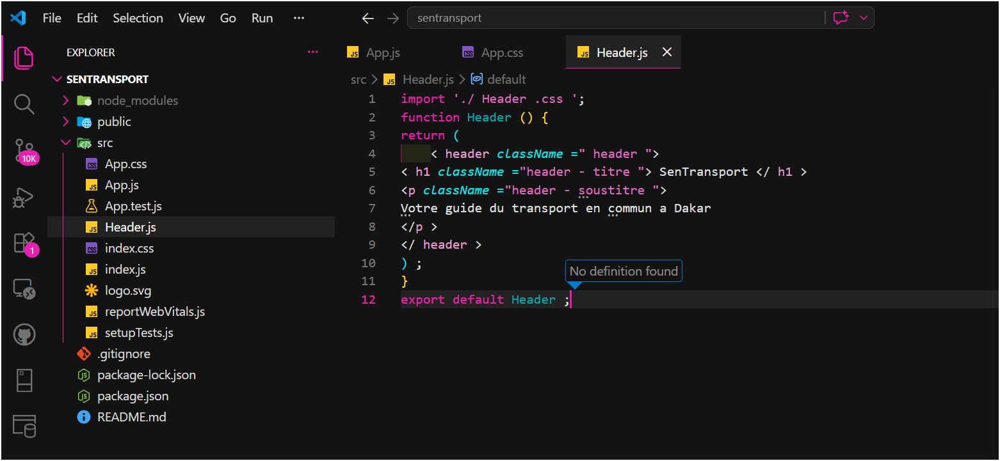 File Edit Selection View Go Run ...
sentransport
EXPLORER ...
App.js
App.css
Header.js
src > Header.js > default
SENTRANSPORT
node_modules
public
src
App.css
App.js
App.test.js
Header.js
index.css
index.js
logo.svg
reportWebVitals.js
setupTests.js
.gitignore
package-lock.json
package.json
README.md
10K
1
1 import './ Header .css ';
2 function Header () {
3 return (
4 < header className =" header ">
5 < h1 className ="header - titre "> SenTransport </ h1 >
6 <p className ="header - soustitre ">
7 Votre guide du transport en commun a Dakar
8 </p >
9 </ header >
10 ) ;
11 }
12 export default Header ;
No definition found